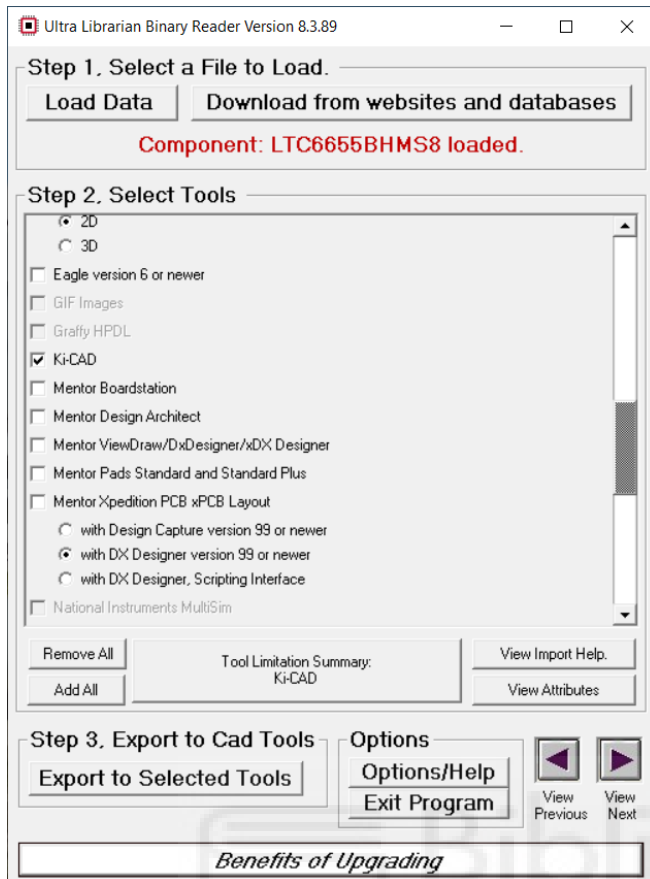 Ultra Librarian Binary Reader Version 8.3.89
Step 1, Select a File to Load.
Load Data
Download from websites and databases
Component: LTC6655BHMS8 loaded.
Step 2, Select Tools
2D
3D
Eagle version 6 or newer
GIF Images
Graffy HPDL
Ki-CAD
Mentor Boardstation
Mentor Design Architect
Mentor ViewDraw/DxDesigner/xDX Designer
Mentor Pads Standard and Standard Plus
Mentor Xpedition PCB xPCB Layout
with Design Capture version 99 or newer
with DX Designer version 99 or newer
with DX Designer, Scripting Interface
National Instruments MultiSim
Remove All
Add All
Tool Limitation Summary:
Ki-CAD
View Import Help.
View Attributes
Step 3, Export to Cad Tools
Export to Selected Tools
Options
Options/Help
Exit Program
View
Previous
View
Next
Benefits of Upgrading